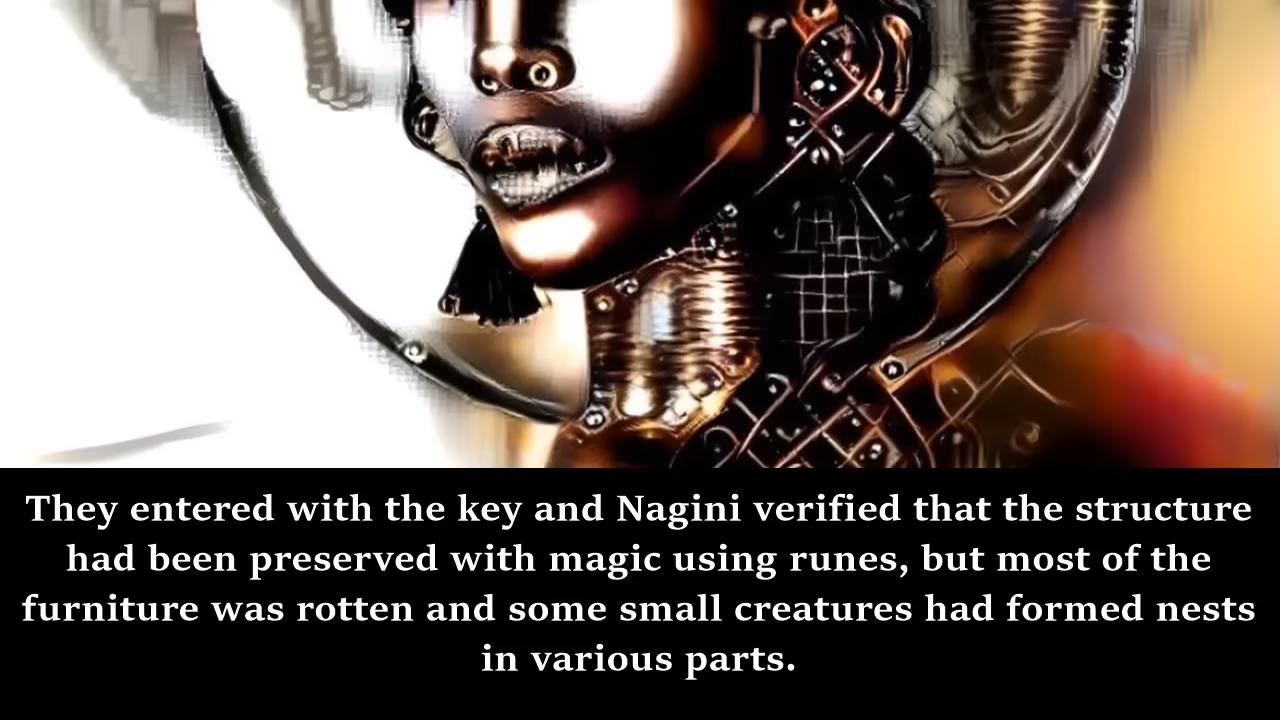 They entered with the key and Nagini verified that the structure
had been preserved with magic using runes, but most of the
furniture was rotten and some small creatures had formed nests
in various parts.